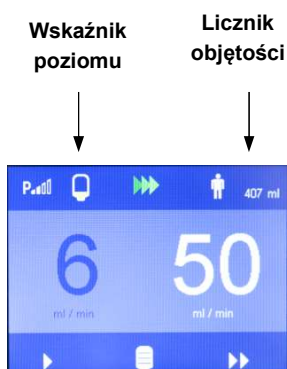 Wskaźnik
poziomu
Licznik
objętości
P
407 ml
6
50
ml / min
ml / min